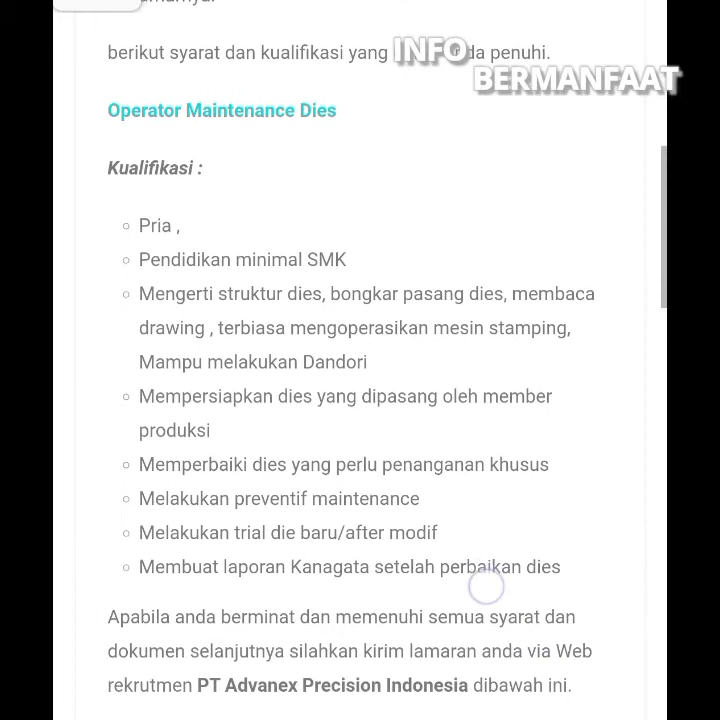 berikut syarat dan kualifikasi yang da penuhi.
INFO
BERMANFAAT
Operator Maintenance Dies
Kualifikasi :
Pria ,
Pendidikan minimal SMK
Mengerti struktur dies, bongkar pasang dies, membaca
drawing , terbiasa mengoperasikan mesin stamping,
Mampu melakukan Dandori
Mempersiapkan dies yang dipasang oleh member
produksi
Memperbaiki dies yang perlu penanganan khusus
Melakukan preventif maintenance
Melakukan trial die baru/after modif
Membuat laporan Kanagata setelah perbaikan dies
Apabila anda berminat dan memenuhi semua syarat dan
dokumen selanjutnya silahkan kirim lamaran anda via Web
rekrutmen PT Advanex Precision Indonesia dibawah ini.